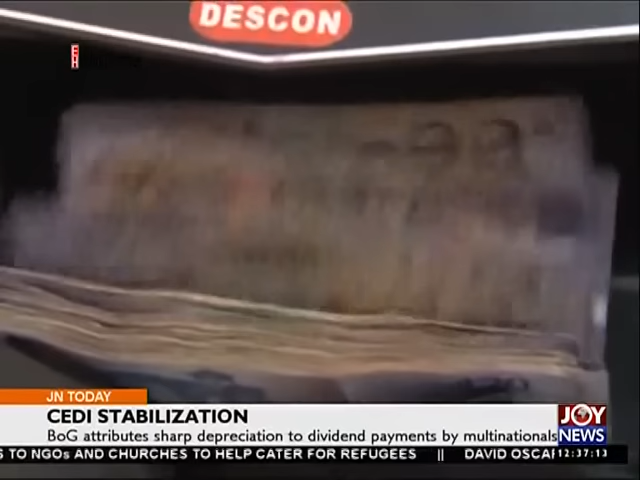 DESCON
JN TODAY
CEDI STABILIZATION
BoG attributes sharp depreciation to dividend payments by multinationals
JOY
NEWS
S TO NGOs AND CHURCHES TO HELP CATER FOR REFUGEES || DAVID OSCA
12:37:13